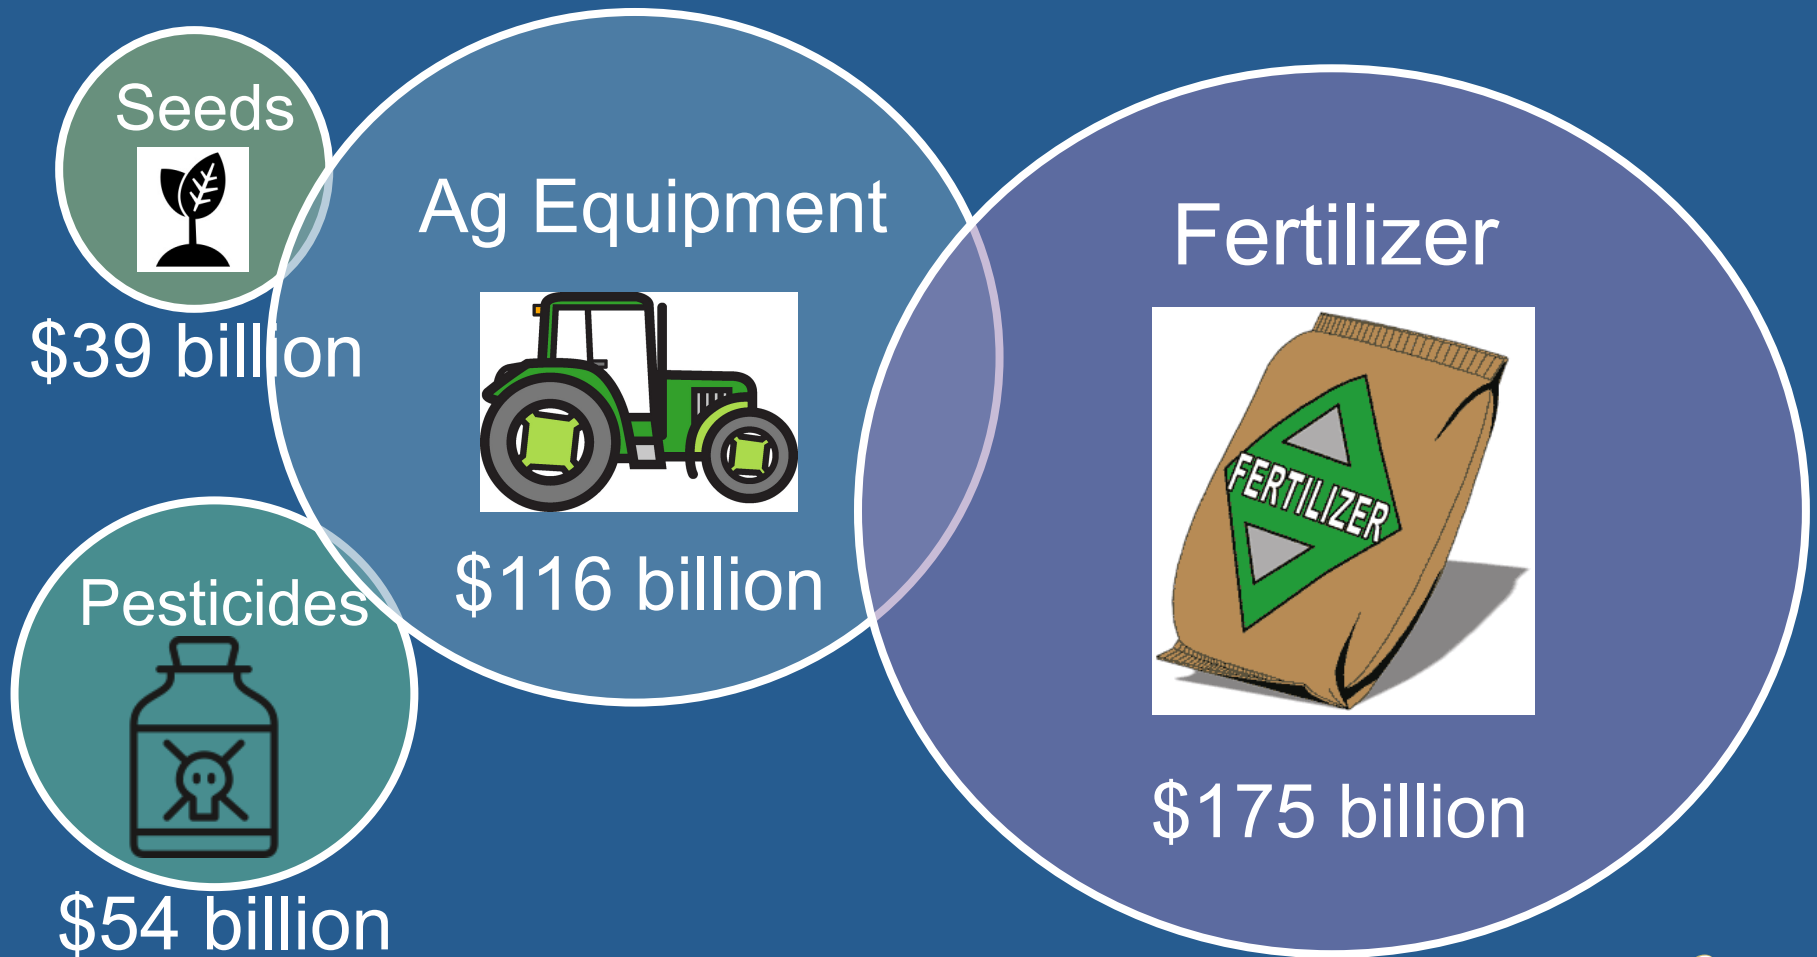 Seeds
$39 billion
Ag Equipment
$116 billion
Fertilizer
FERTILIZER
$175 billion
Pesticides
$54 billion